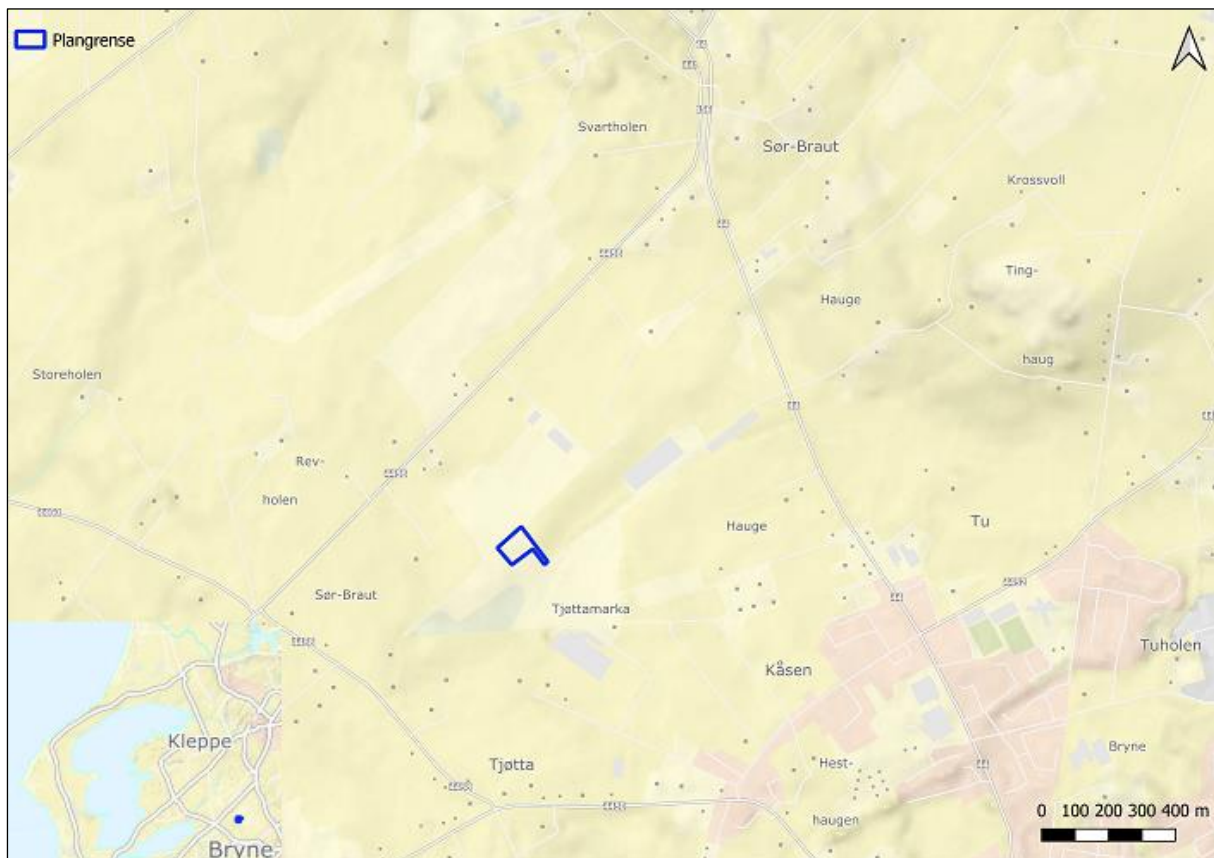 Plangrense
Svartholen
Sør-Braut
Krossvoll
Ting-
Hauge
haug
Storeholen
Rev-
holen
Hauge
Tu
Sør-Braut
Tjøttamarka
Kåsen
Tuholen
Kleppe
Tjøtta
Hest-
Bryne
haugen
Bryne
0 100 200 300 400 m